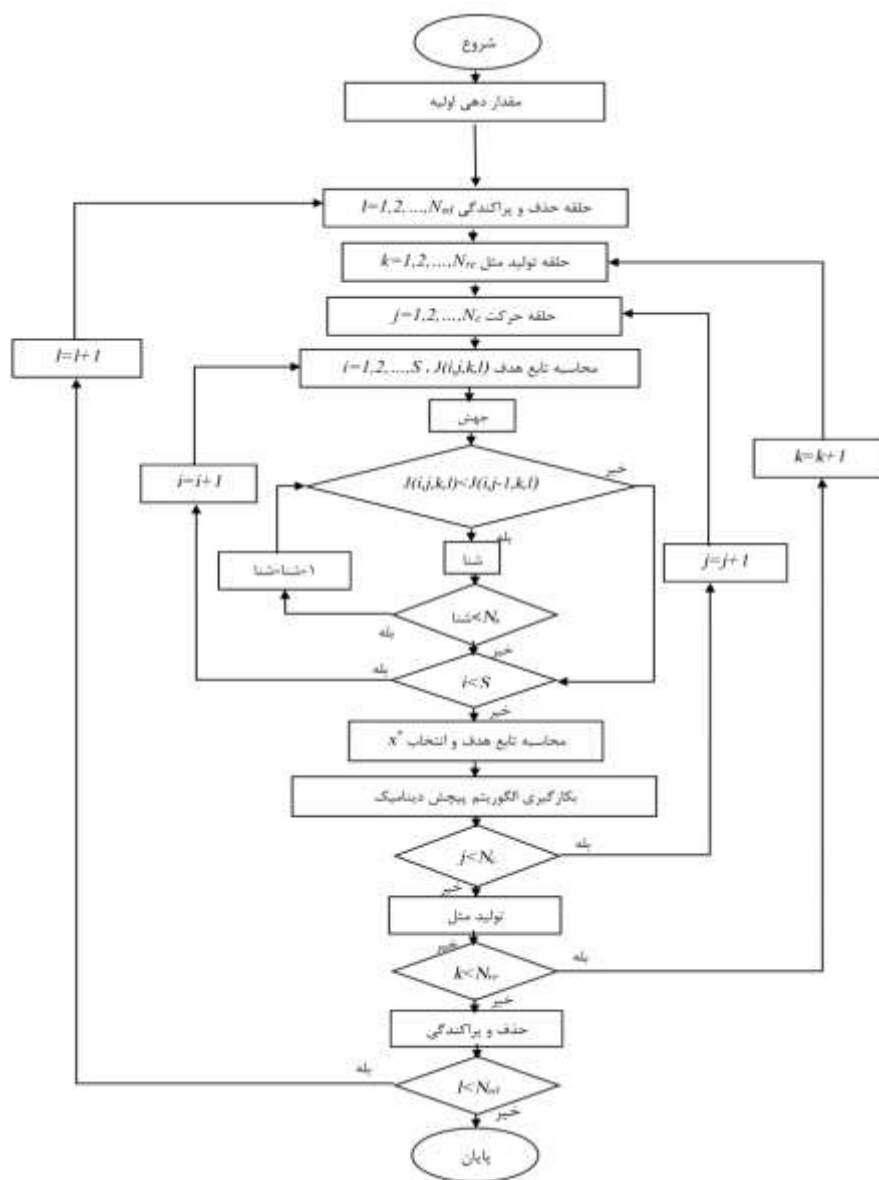 شروع
مقدار دهی اولیه
حلقه حذف و پراکندگی l=1,2,...,Ned
حلقه تولید مثل k=1,2,...,Nre
حلقه حرکت j=1,2,...,Nc
l=l+1
محاسبه تابع هدف i=1,2,...,S ، J(i,j,k,l)
جهش
خیر
k=k+1
i=i+1
J(i,j,k,l)<J(i,j-1,k,l)
بله
شنا
j=j+1
شنا=شنا+۱
شنا<Ns
بله
خیر
بله
i<S
خیر
محاسبه تابع هدف و انتخاب x*
بکارگیری الگوریتم پیچش دینامیک
j<Nc
بله
خیر
تولید مثل
خیر
k<Nre
بله
خیر
حذف و پراکندگی
بله
l<Ned
خیر
پایان